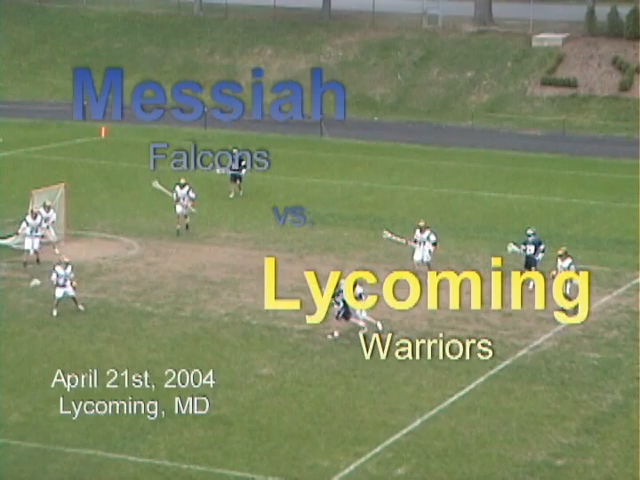 Messiah
Falcons
vs.
Lycoming
Warriors
April 21st, 2004
Lycoming, MD